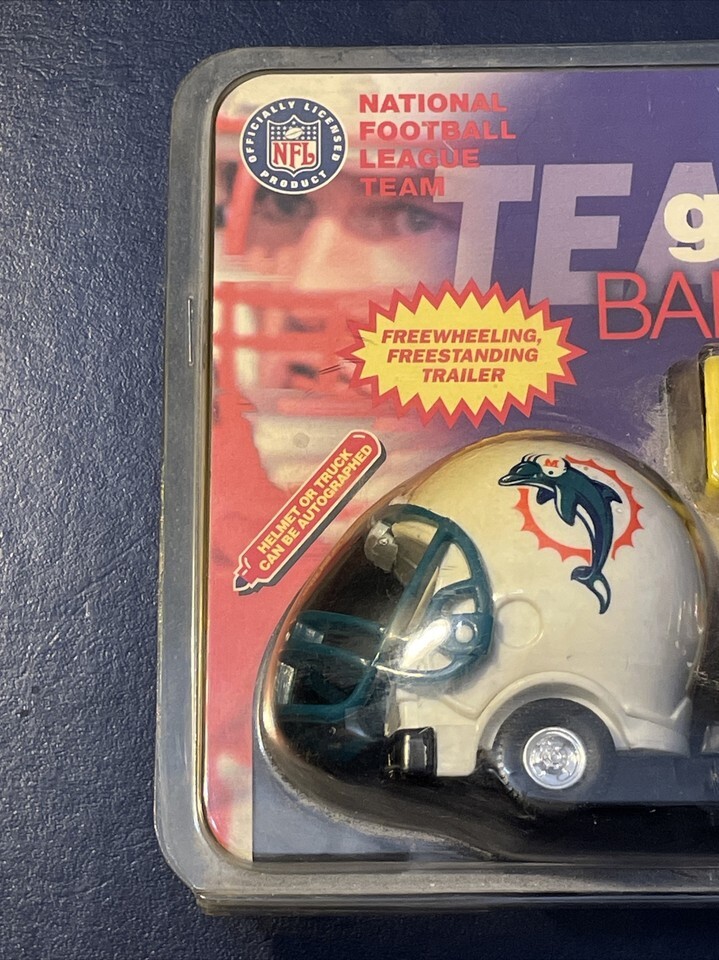 OFFICIALLY LICENSED
NFL
PRODUCT
NATIONAL
FOOTBALL
LEAGUE
TEAM
TEA
g
BA
FREEWHEELING,
FREESTANDING
TRAILER
HELMET OR TRUCK
CAN BE AUTOGRAPHED
M